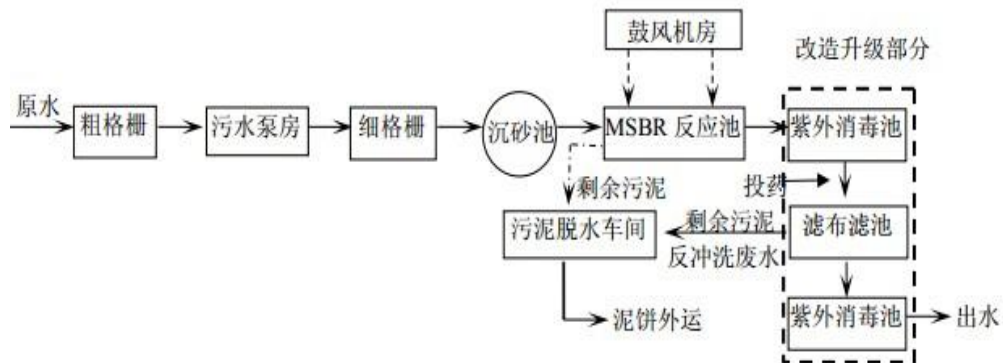 鼓风机房
改造升级部分
原水
粗格栅
污水泵房
细格栅
沉砂池
MSBR 反应池
紫外消毒池
剩余污泥
投药
污泥脱水车间
剩余污泥
反冲洗废水
滤布滤池
泥饼外运
紫外消毒池
出水